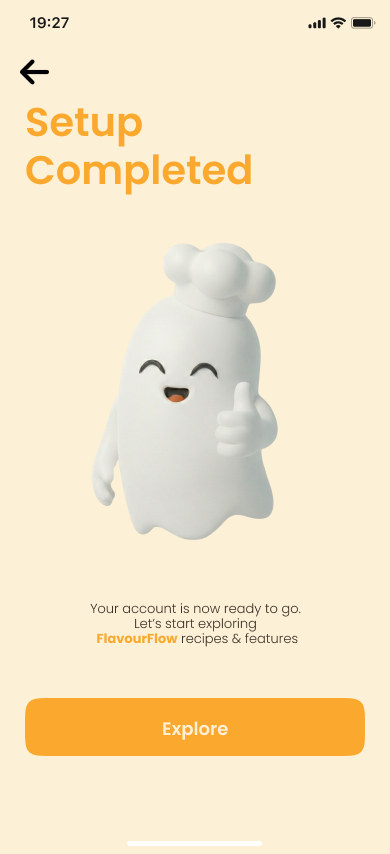 19:27
Setup
Completed
Your account is now ready to go.
Let's start exploring
FlavourFlow recipes & features
Explore